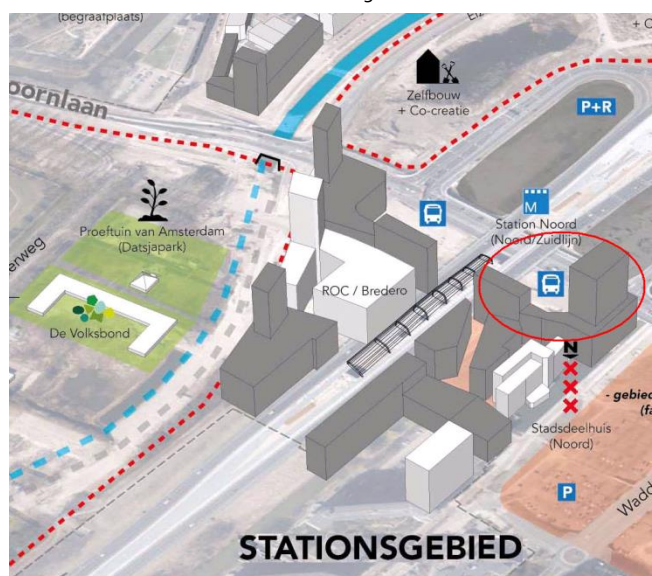 (begraafplaats)
+ C
oornlaan
Zelfbouw
+ Co-creatie
P+R
M
Station Noord
(Noord/Zuidlijn)
Proeftuin van Amsterdam
(Datsjapark)
erweg
ROC / Bredero
De Volksbond
N
- gebied
(fa
Stadsdeelhuis
(Noord)
P
Wadd
STATIONSGEBIED